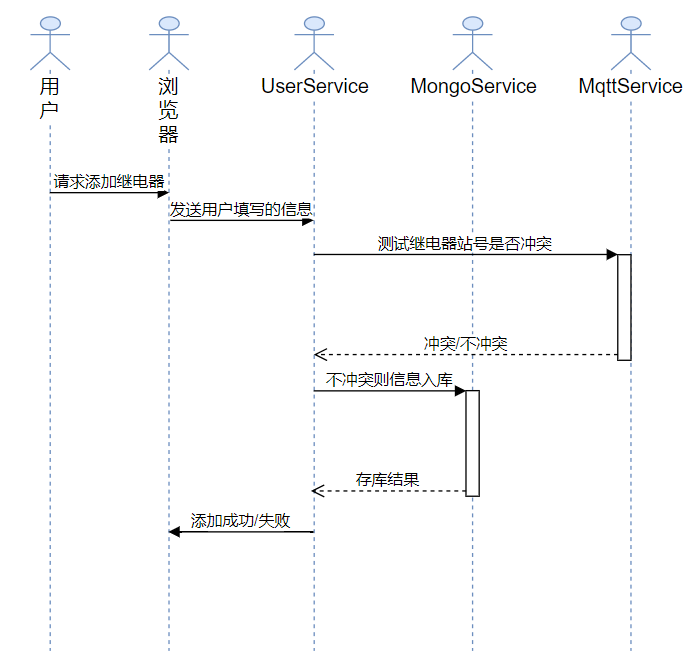 用户
浏览器
UserService
MongoService
MqttService
请求添加继电器
发送用户填写的信息
测试继电器站号是否冲突
冲突/不冲突
不冲突则信息入库
存库结果
添加成功/失败